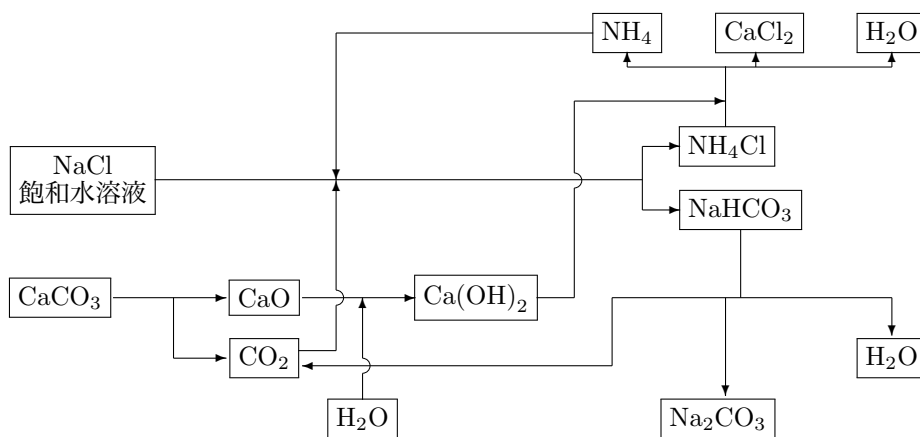 NH₄
CaCl₂
H₂O
NH₄Cl
NaCl
飽和水溶液
NaHCO₃
CaCO₃
CaO
Ca(OH)₂
CO₂
H₂O
H₂O
Na₂CO₃